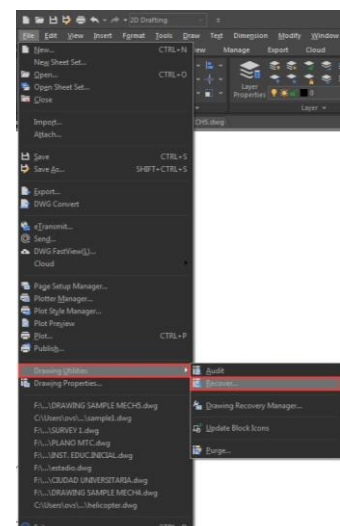 2D Drafting
File Edit View Insert Format Tools Draw Text Dimension Modify Window
New... CTRL+N
New Sheet Set...
Open... CTRL+O
Open Sheet Set...
Close
Import...
Attach...
Save CTRL+S
Save As... SHIFT+CTRL+S
Export...
DWG Convert
eTransmit...
Send...
DWG FastView(L)...
Cloud
Page Setup Manager...
Plotter Manager...
Plot Style Manager...
Plot Preview
Plot... CTRL+P
Publish...
Drawing Utilities
Drawing Properties...
F:\...\DRAWING SAMPLE MECH5.dwg
C:\Users\ovs\...\sample1.dwg
F:\...\SURVEY 1.dwg
F:\...\PLANO MTC.dwg
F:\...\INST. EDUC.INICIAL.dwg
F:\...\estadio.dwg
F:\...\CIUDAD UNIVERSITARIA.dwg
F:\...\DRAWING SAMPLE MECH4.dwg
C:\Users\ovs\...\helicopter.dwg
Manage Export Cloud
Layer
Properties
0
Layer
CH5.dwg
Audit
Recover...
Drawing Recovery Manager...
Update Block Icons
Purge...